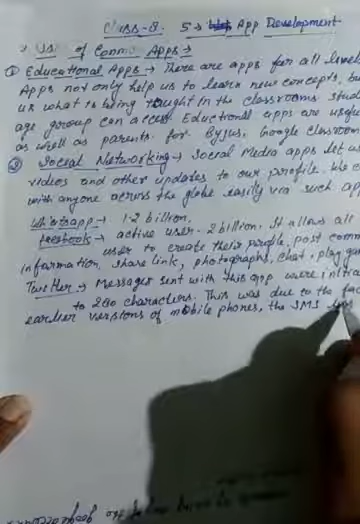 Class-8. 5→ App Development
* Us of Common Apps →
① Educational Apps → There are apps for all level
Apps not only help us to learn new concepts, bu
us what is being taught in the classrooms. stud
age group can access. Educational apps are usefu
as well as parents. for Byjus, Google classroom
② Social Networking → Social Media apps let us
videos and other updates to our profile. We c
with anyone across the globe easily via such app
Whatsapp → 1.2 billion.
facebook → active user. 2 billion. It allows all
user to create their profile, post comm
information, share link, photographs, chat, play gam
Twitter → Messages sent with this app were initia
to 280 characters. This was due to the fac
earlier versions of mobile phones, the SMS